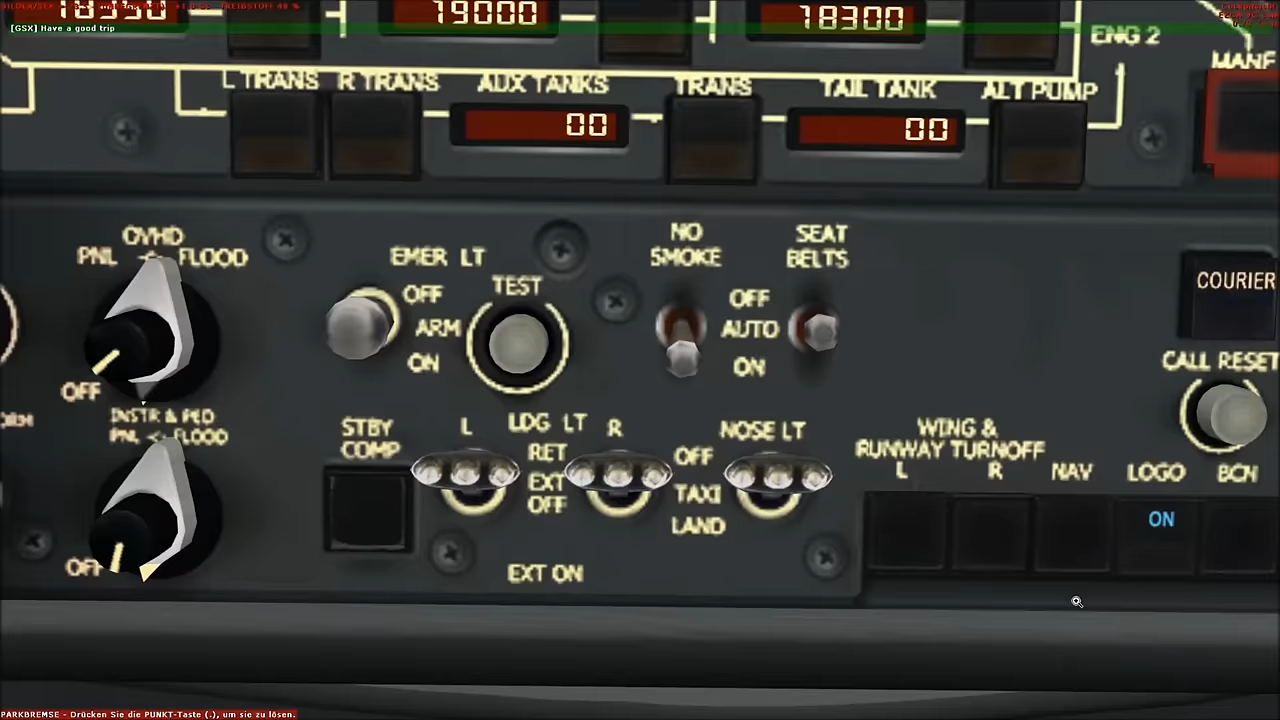 19000
18300
[GSX] Have a good trip
ENG 2
MANF
L TRANS
R TRANS
AUX TANKS
TRANS
TAIL TANK
ALT PUMP
00
00
OVHD
PNL
FLOOD
OFF
EMER LT
OFF
ARM
ON
TEST
NO
SMOKE
SEAT
BELTS
OFF
AUTO
ON
COURIER
CALL RESET
INSTR & PED
PNL
FLOOD
OFF
STBY
COMP
L
LDG LT
R
RET
EXT
OFF
EXT ON
NOSE LT
OFF
TAXI
LAND
WING &
RUNWAY TURNOFF
L
R
NAV
LOGO
BCN
ON
PARKBREMSE - Drücken Sie die PUNKT-Taste (.), um sie zu lösen.